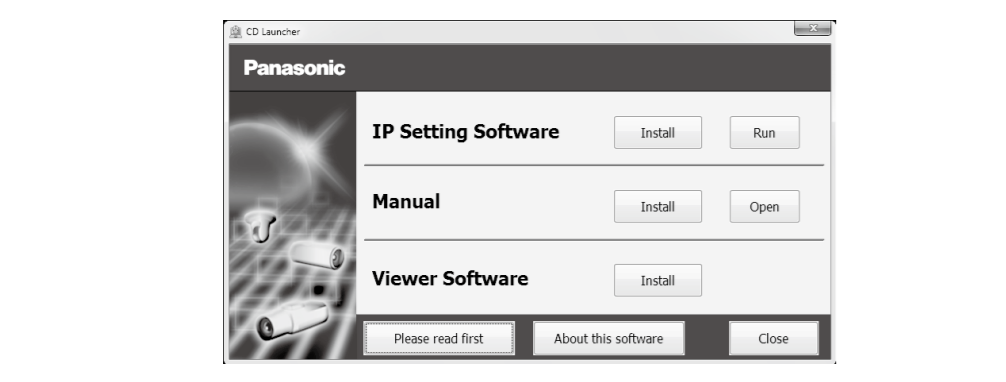 CD Launcher
Panasonic
IP Setting Software Install Run
Manual Install Open
Viewer Software Install
Please read first About this software Close